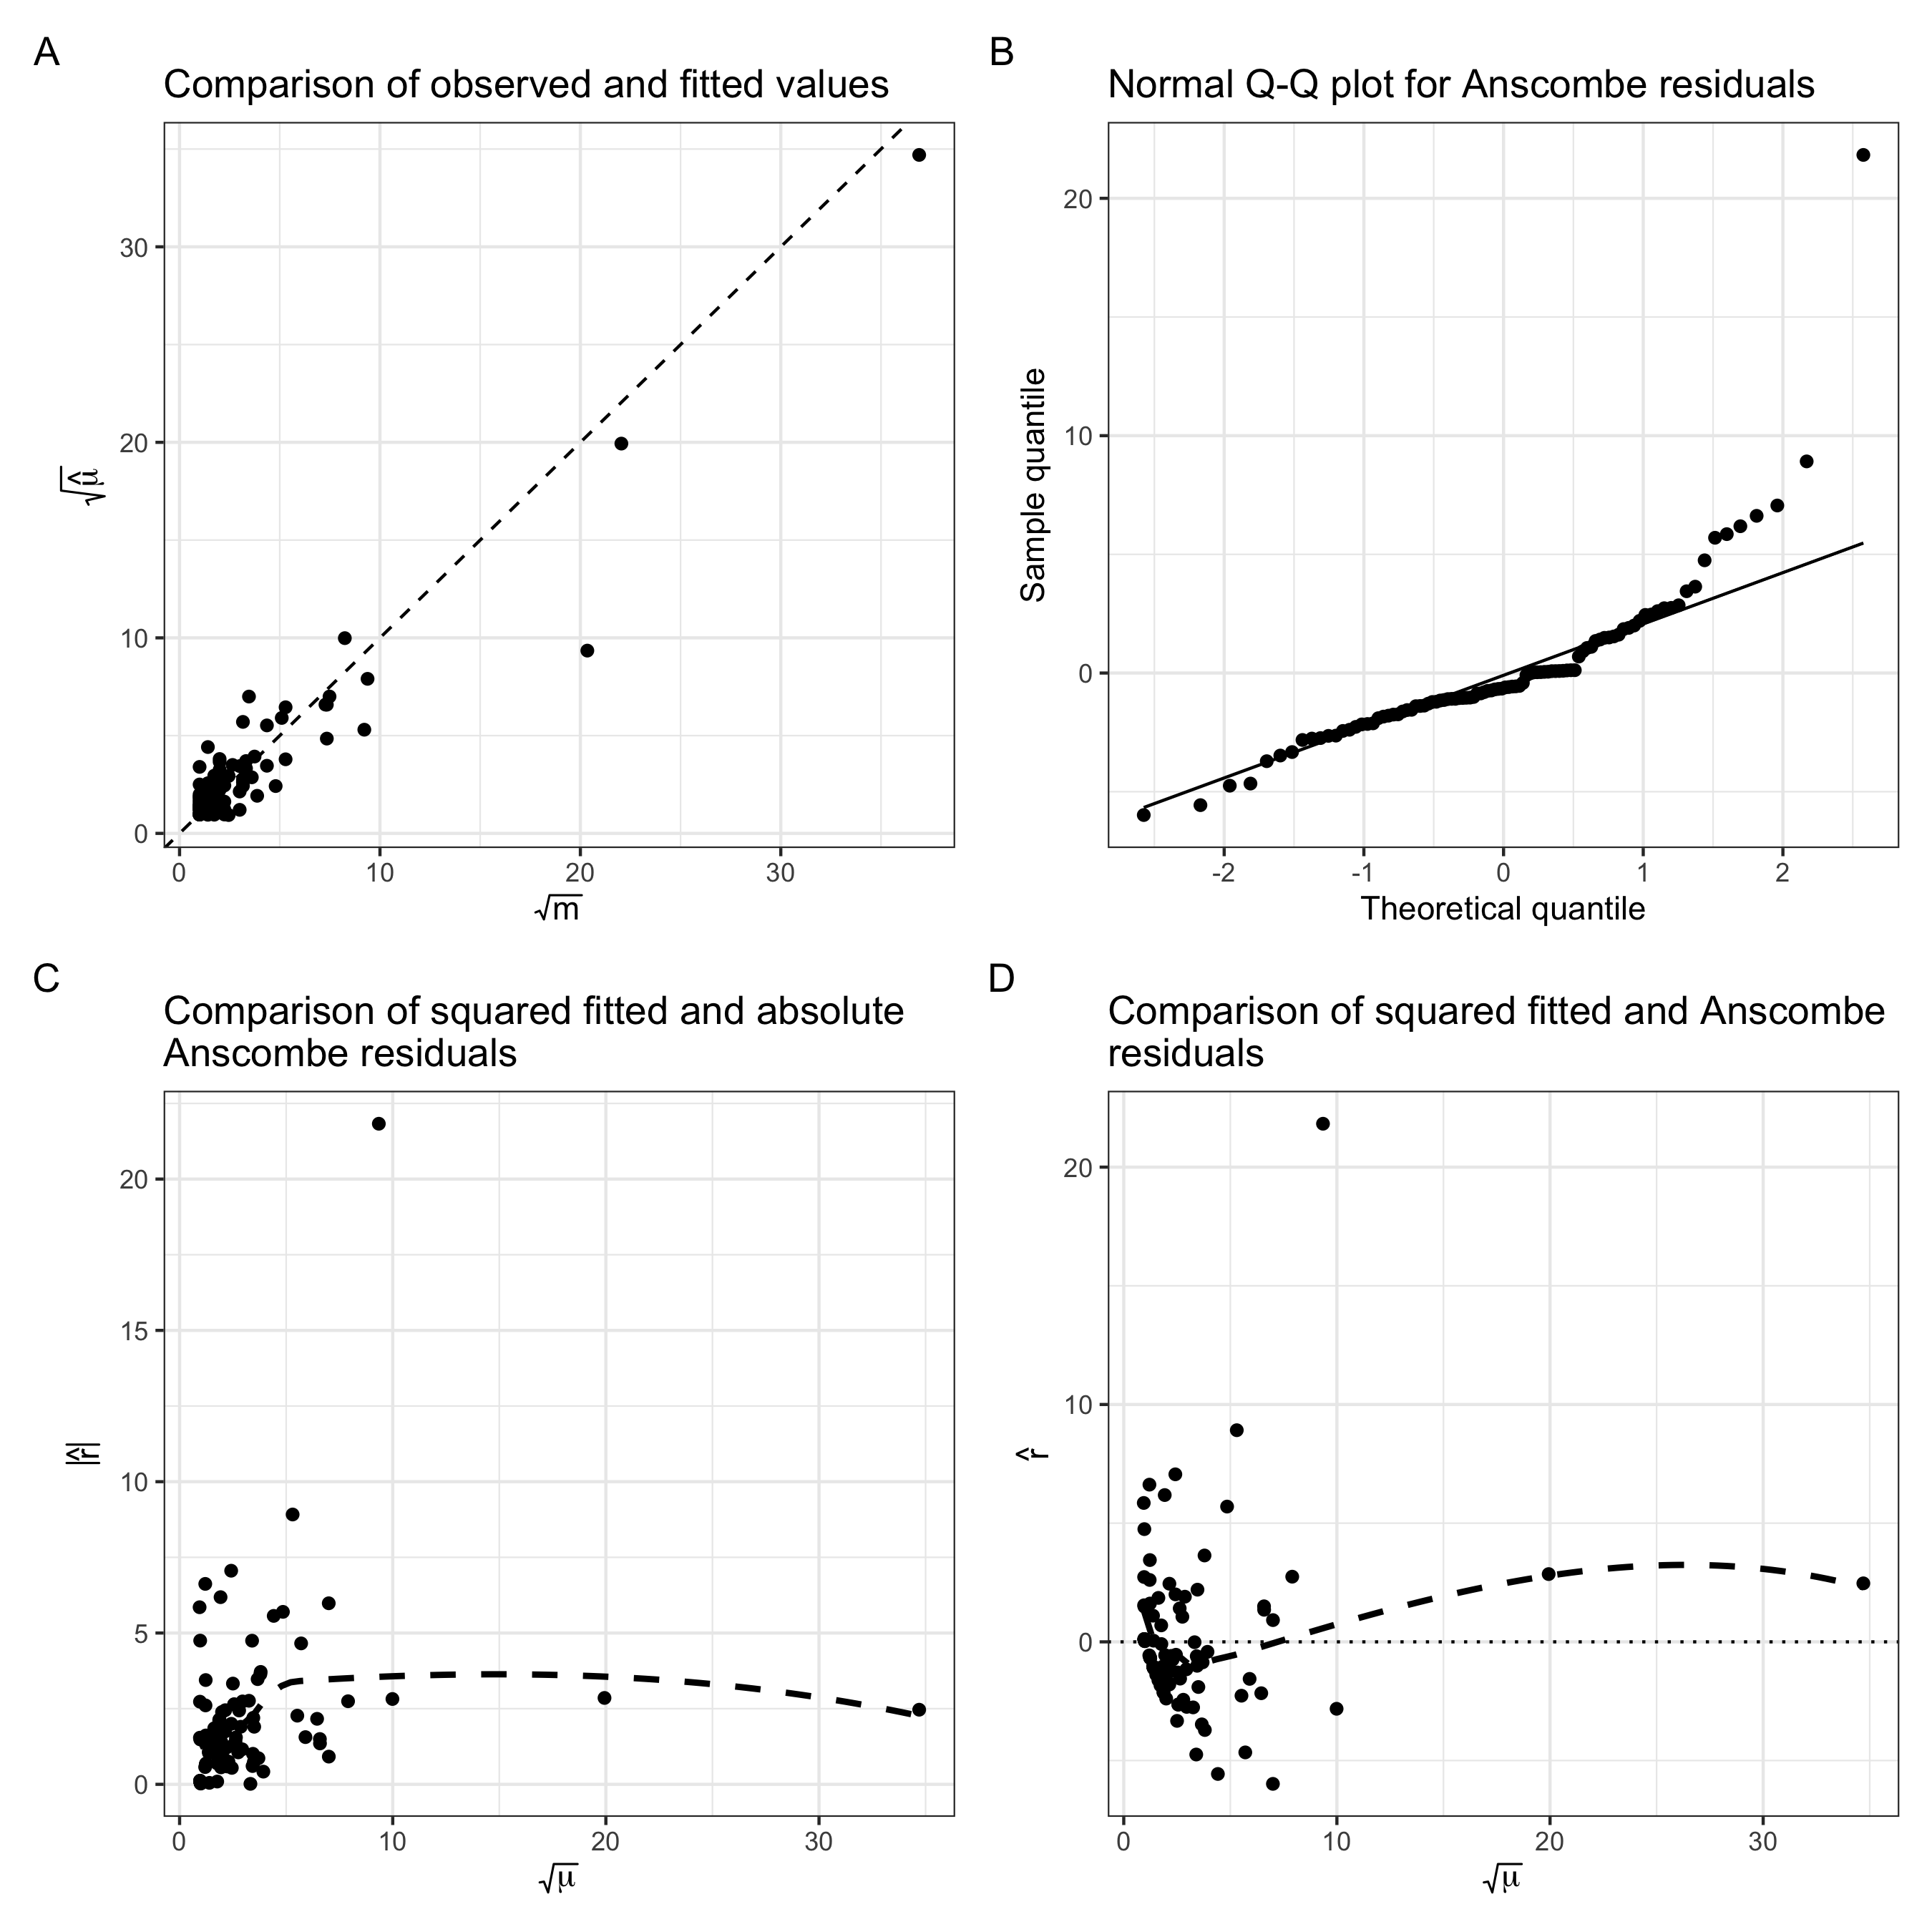 A
Comparison of observed and fitted values
30
20
10
0
0 10 20 30
√μ̂
√m
B
Normal Q-Q plot for Anscombe residuals
20
10
0
-2 -1 0 1 2
Sample quantile
Theoretical quantile
C
Comparison of squared fitted and absolute
Anscombe residuals
20
15
10
5
0
0 10 20 30
|r̂|
√μ
D
Comparison of squared fitted and Anscombe
residuals
20
10
0
0 10 20 30
r̂
√μ